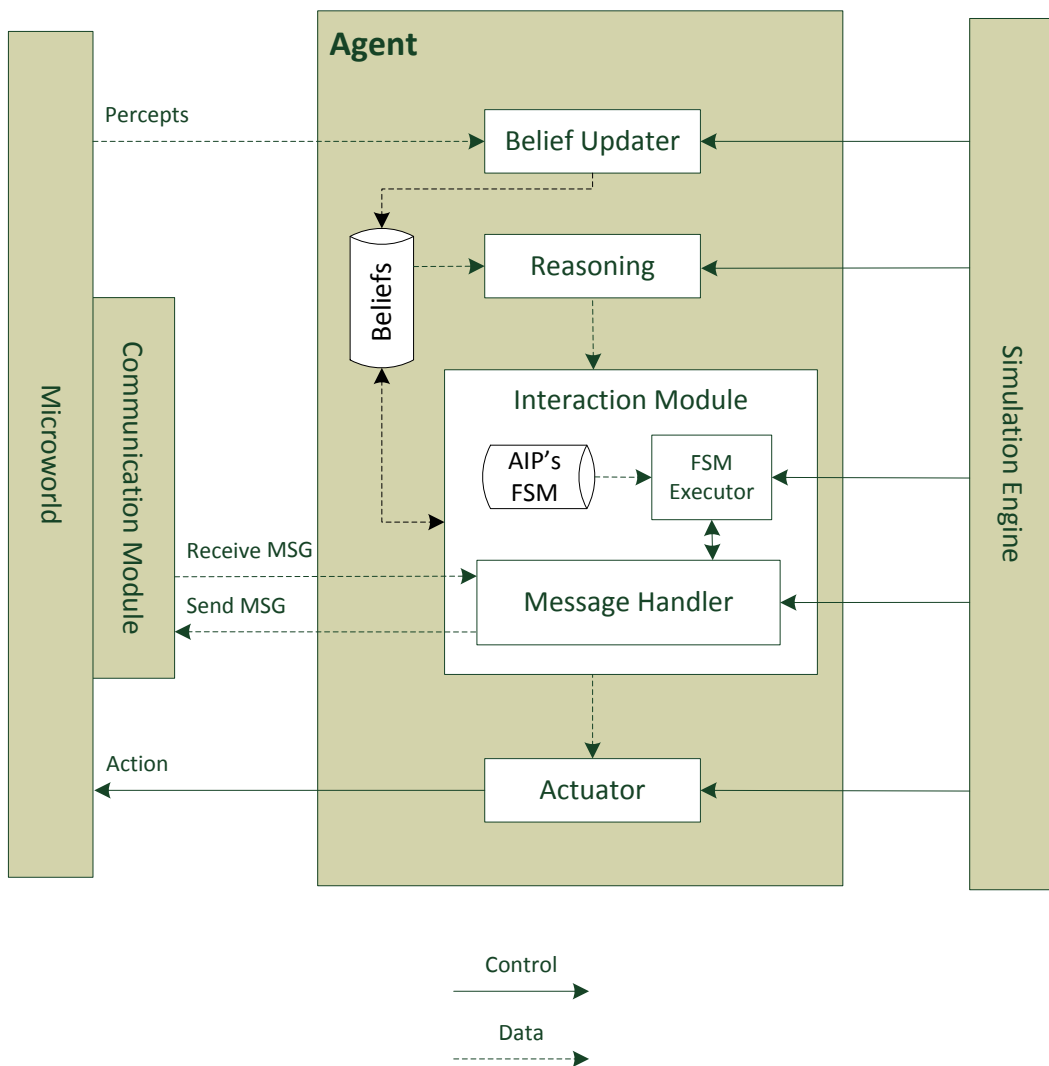 Agent
Percepts
Belief Updater
Beliefs
Reasoning
Microworld
Communication Module
Simulation Engine
Interaction Module
AIP's
FSM
FSM
Executor
Receive MSG
Send MSG
Message Handler
Action
Actuator
Control
Data